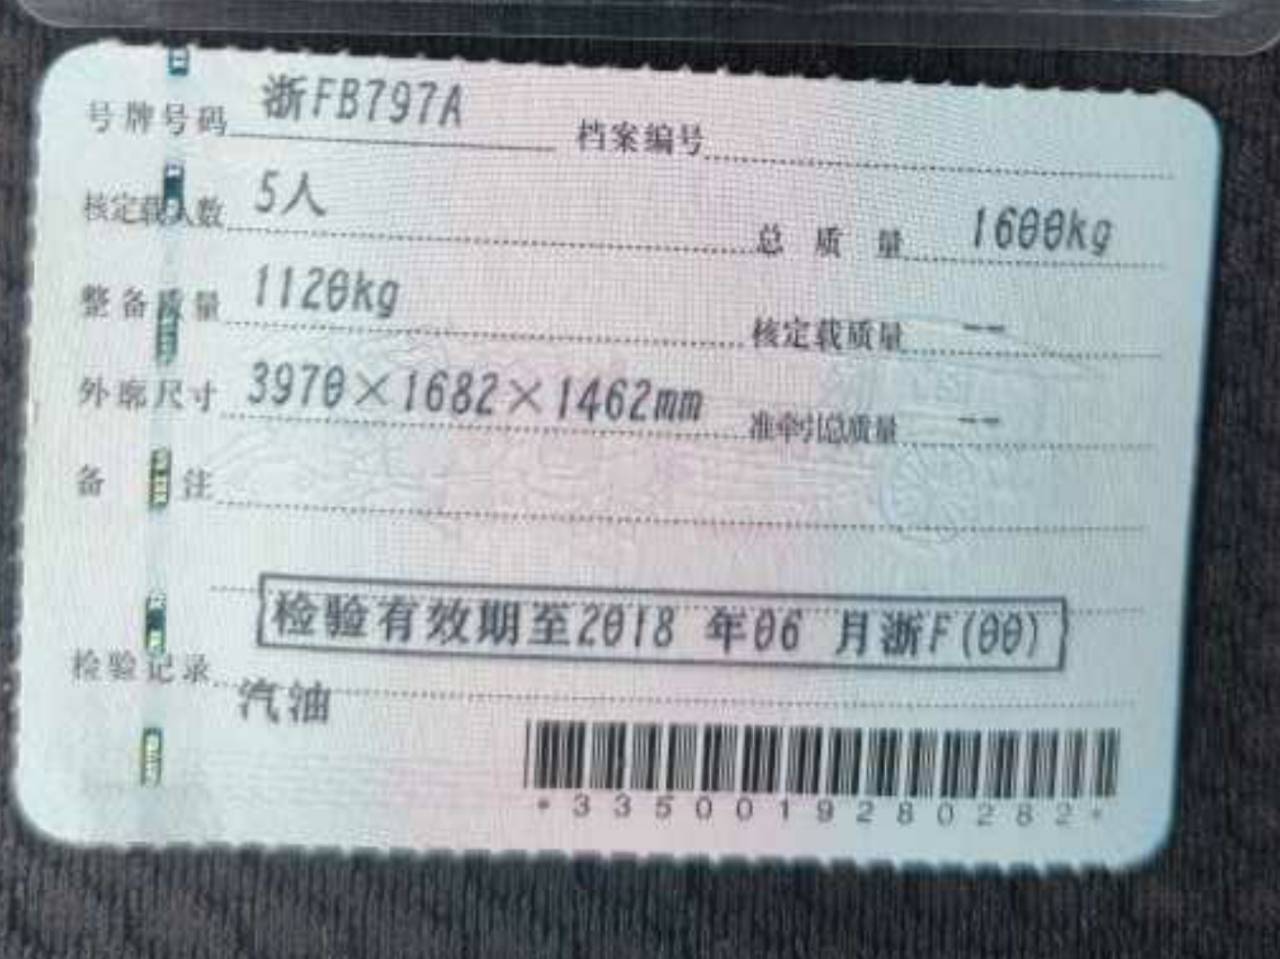 号牌号码 浙FB797A 档案编号
核定载人数 5人 总质量 1600kg
整备质量 1120kg 核定载质量 --
外廓尺寸 3970×1682×1462mm 准牵引总质量 --
备注
检验有效期至2018 年06 月浙F(00)
检验记录
汽油
*3350019280282*